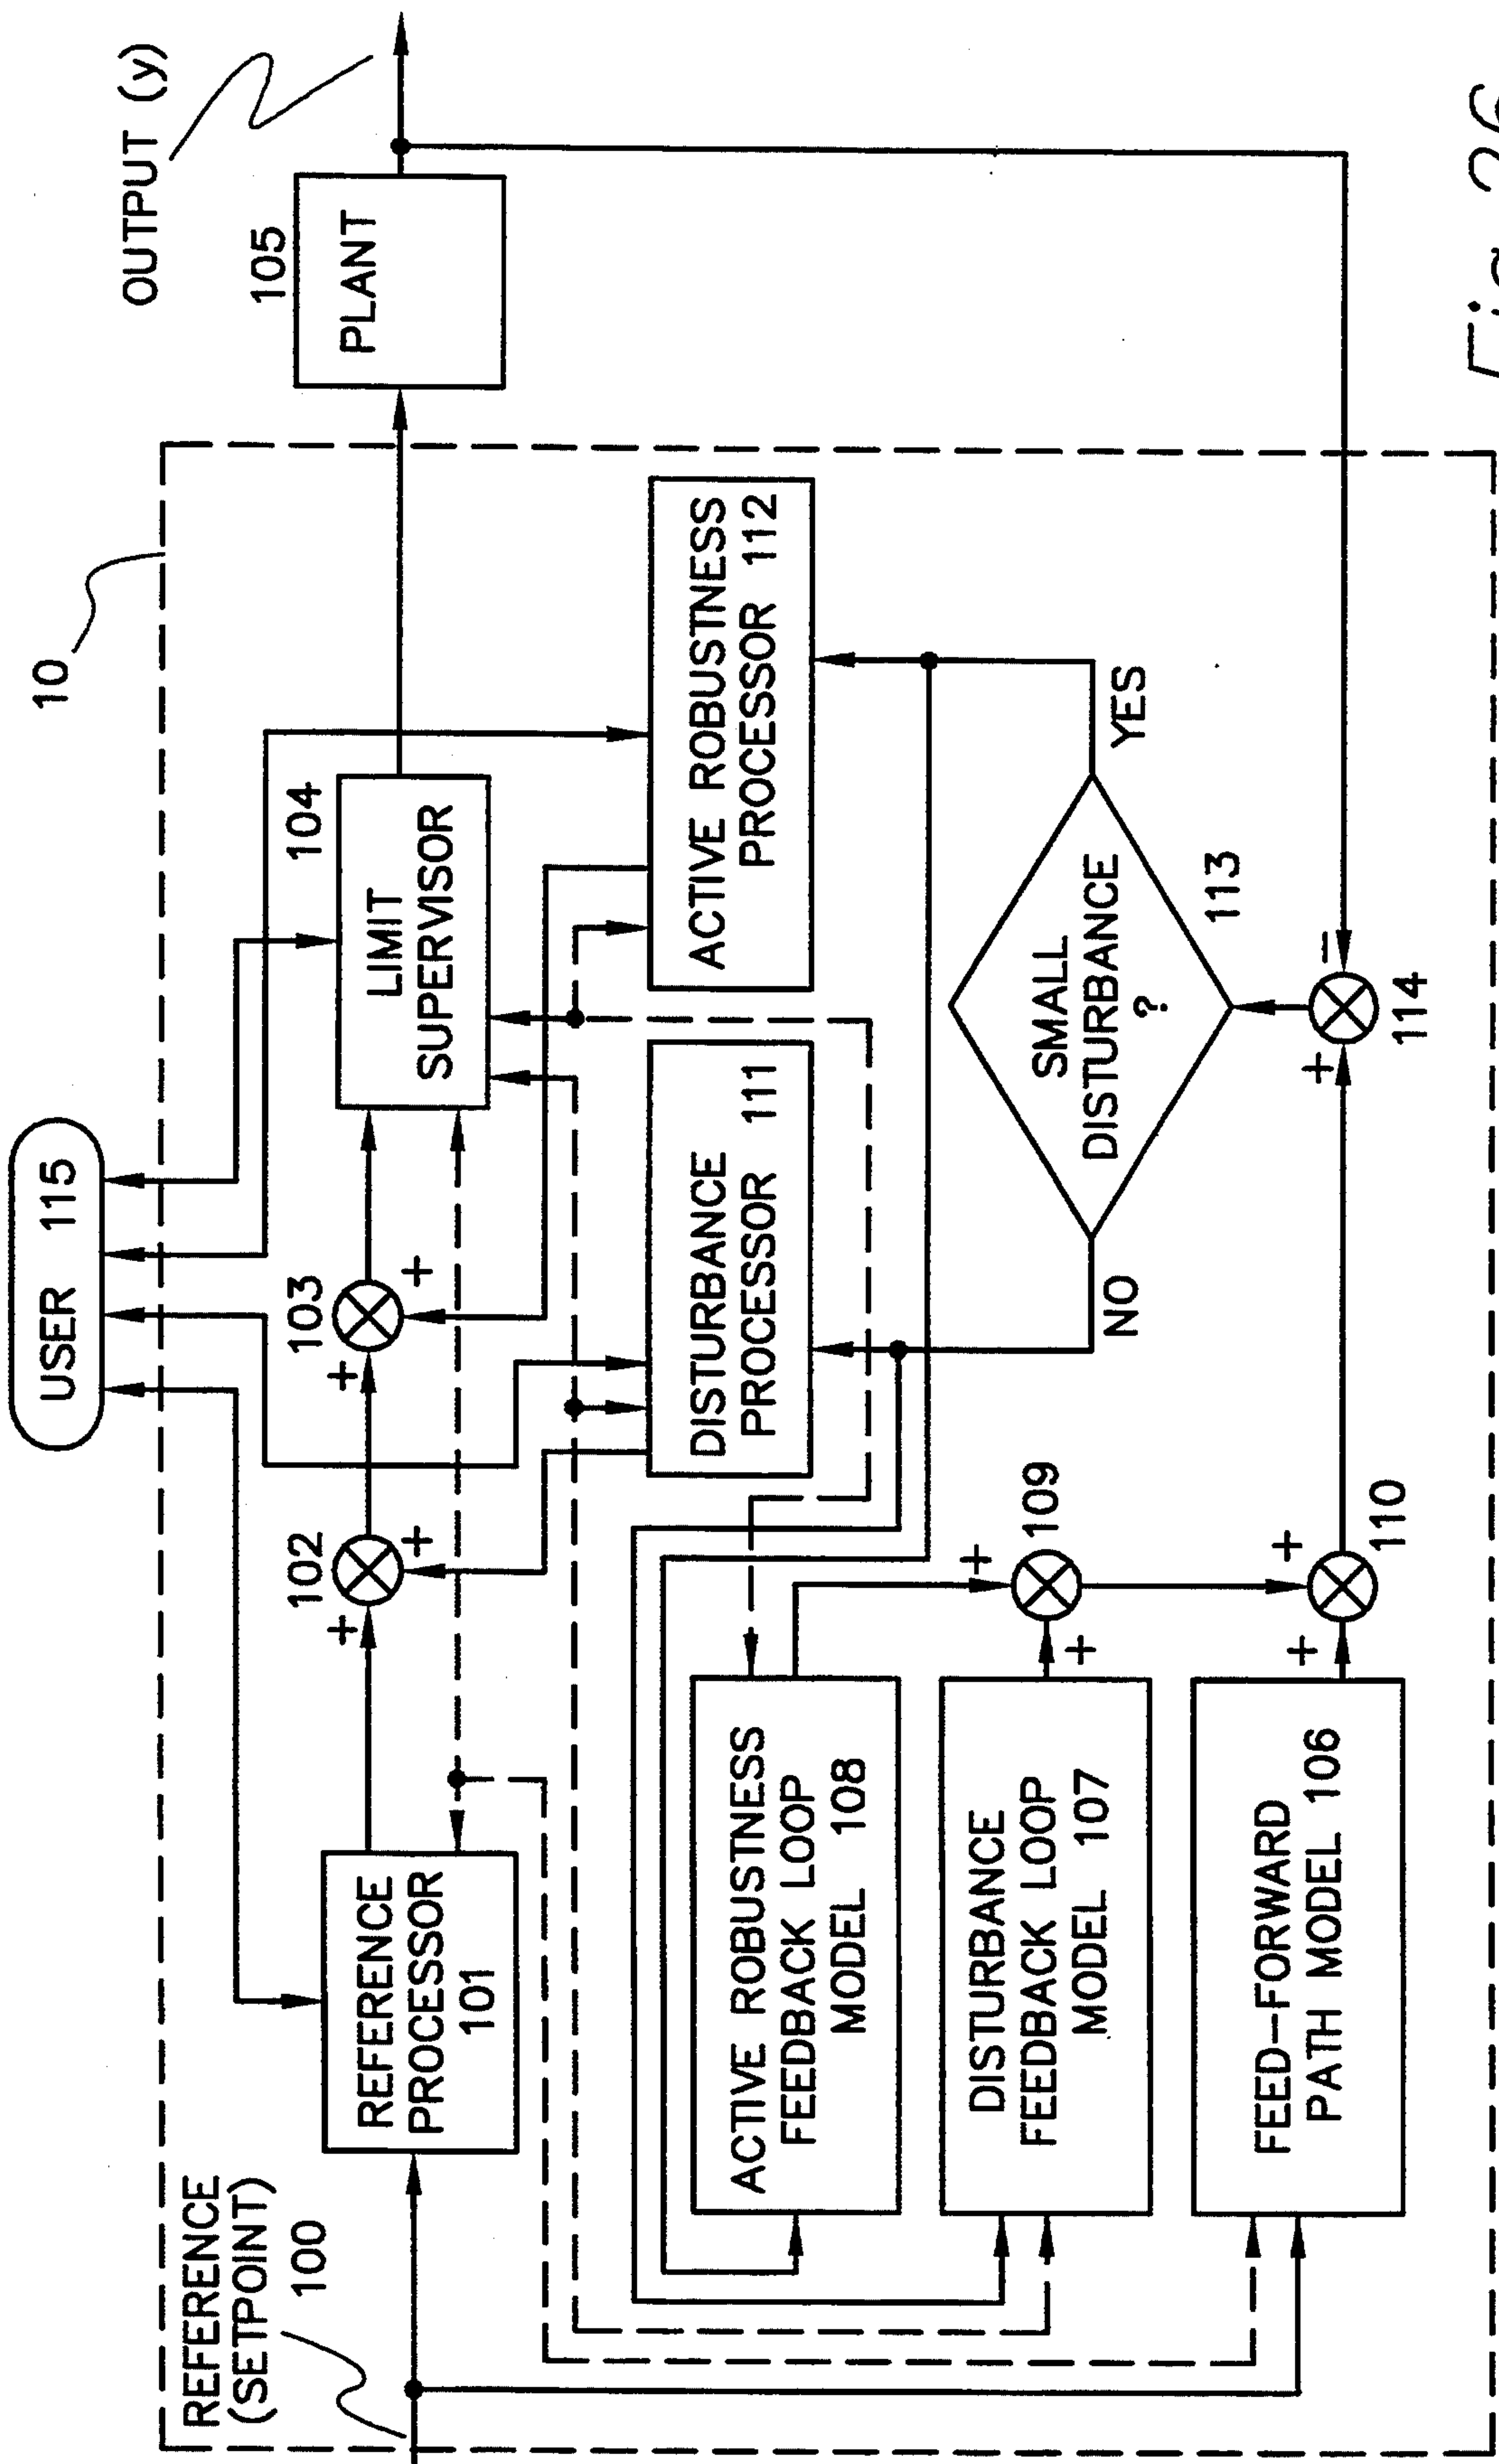 USER 115
10
OUTPUT (y)
REFERENCE
(SETPOINT)
100
REFERENCE
PROCESSOR
101
102
+
+
103
+
+
104
LIMIT
SUPERVISOR
105
PLANT
DISTURBANCE
PROCESSOR 111
ACTIVE ROBUSTNESS
PROCESSOR 112
ACTIVE ROBUSTNESS
FEEDBACK LOOP
MODEL 108
DISTURBANCE
FEEDBACK LOOP
MODEL 107
FEED-FORWARD
PATH MODEL 106
+
+
109
+
+
110
NO
SMALL
DISTURBANCE
?
YES
113
+
-
114